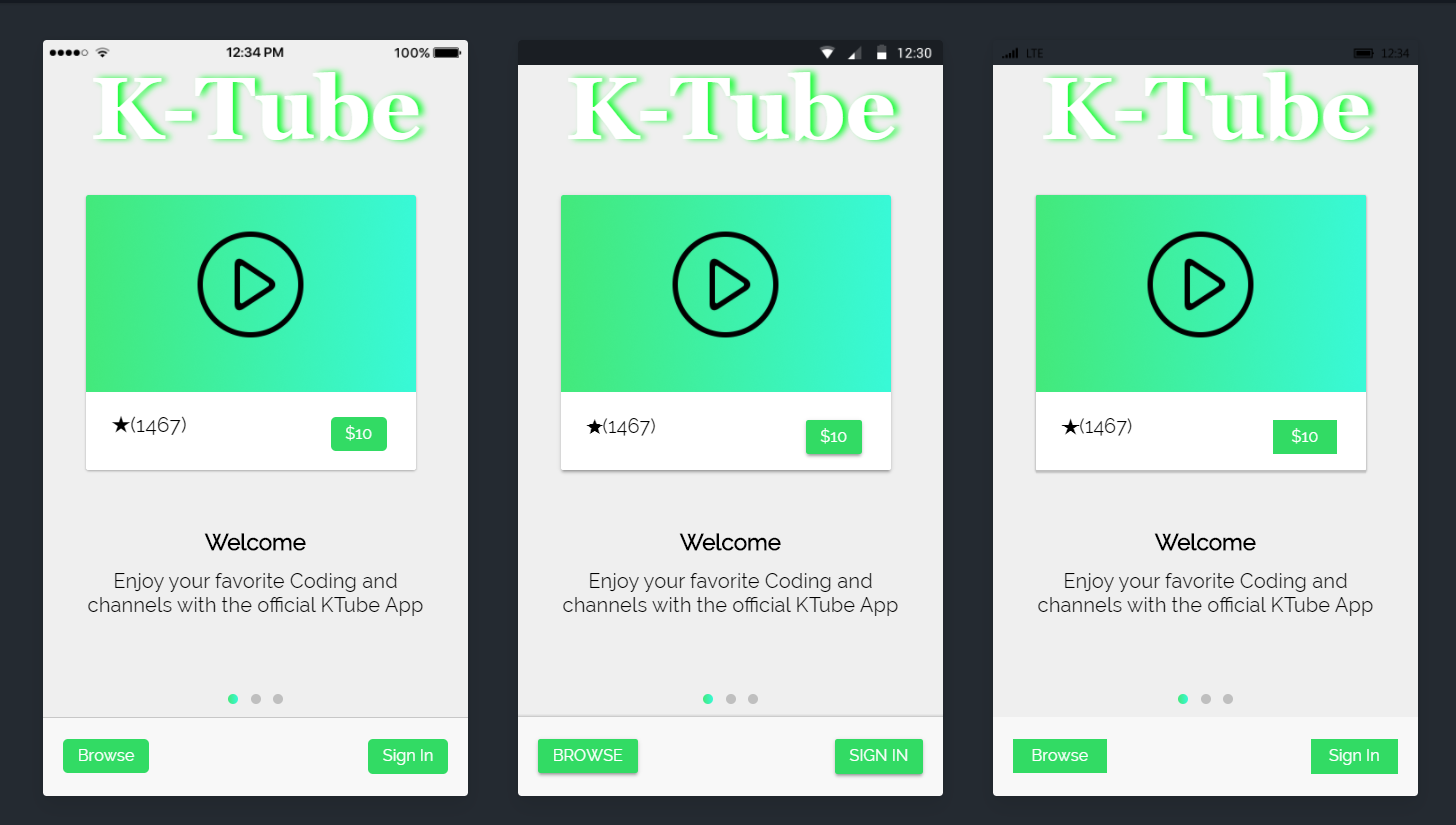 12:34 PM 100%
K-Tube
★(1467)
$10
Welcome
Enjoy your favorite Coding and
channels with the official KTube App
Browse
Sign In
12:30
K-Tube
★(1467)
$10
Welcome
Enjoy your favorite Coding and
channels with the official KTube App
BROWSE
SIGN IN
LTE 12:34
K-Tube
★(1467)
$10
Welcome
Enjoy your favorite Coding and
channels with the official KTube App
Browse
Sign In